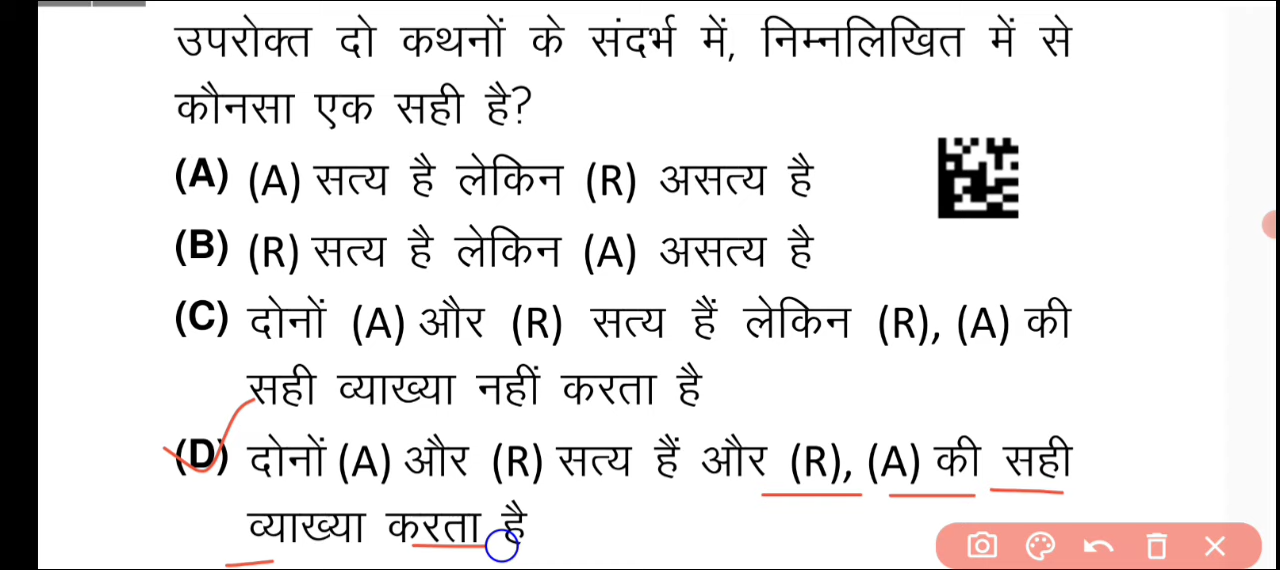 उपरोक्त दो कथनों के संदर्भ में, निम्नलिखित में से
कौनसा एक सही है?
(A) (A) सत्य है लेकिन (R) असत्य है
(B) (R) सत्य है लेकिन (A) असत्य है
(C) दोनों (A) और (R) सत्य हैं लेकिन (R), (A) की
सही व्याख्या नहीं करता है
(D) दोनों (A) और (R) सत्य हैं और (R), (A) की सही
व्याख्या करता है